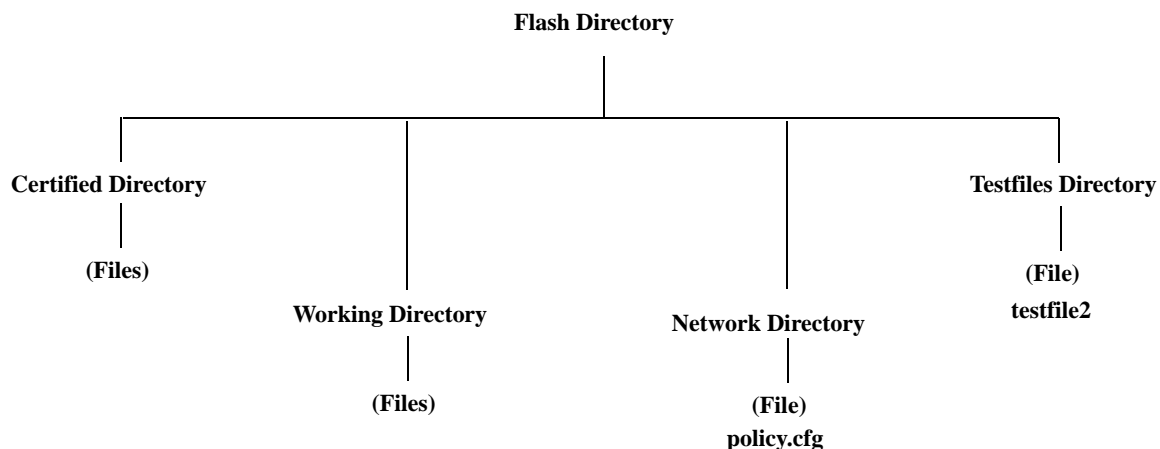 Flash Directory
Certified Directory
(Files)
Working Directory
(Files)
Network Directory
(File)
policy.cfg
Testfiles Directory
(File)
testfile2